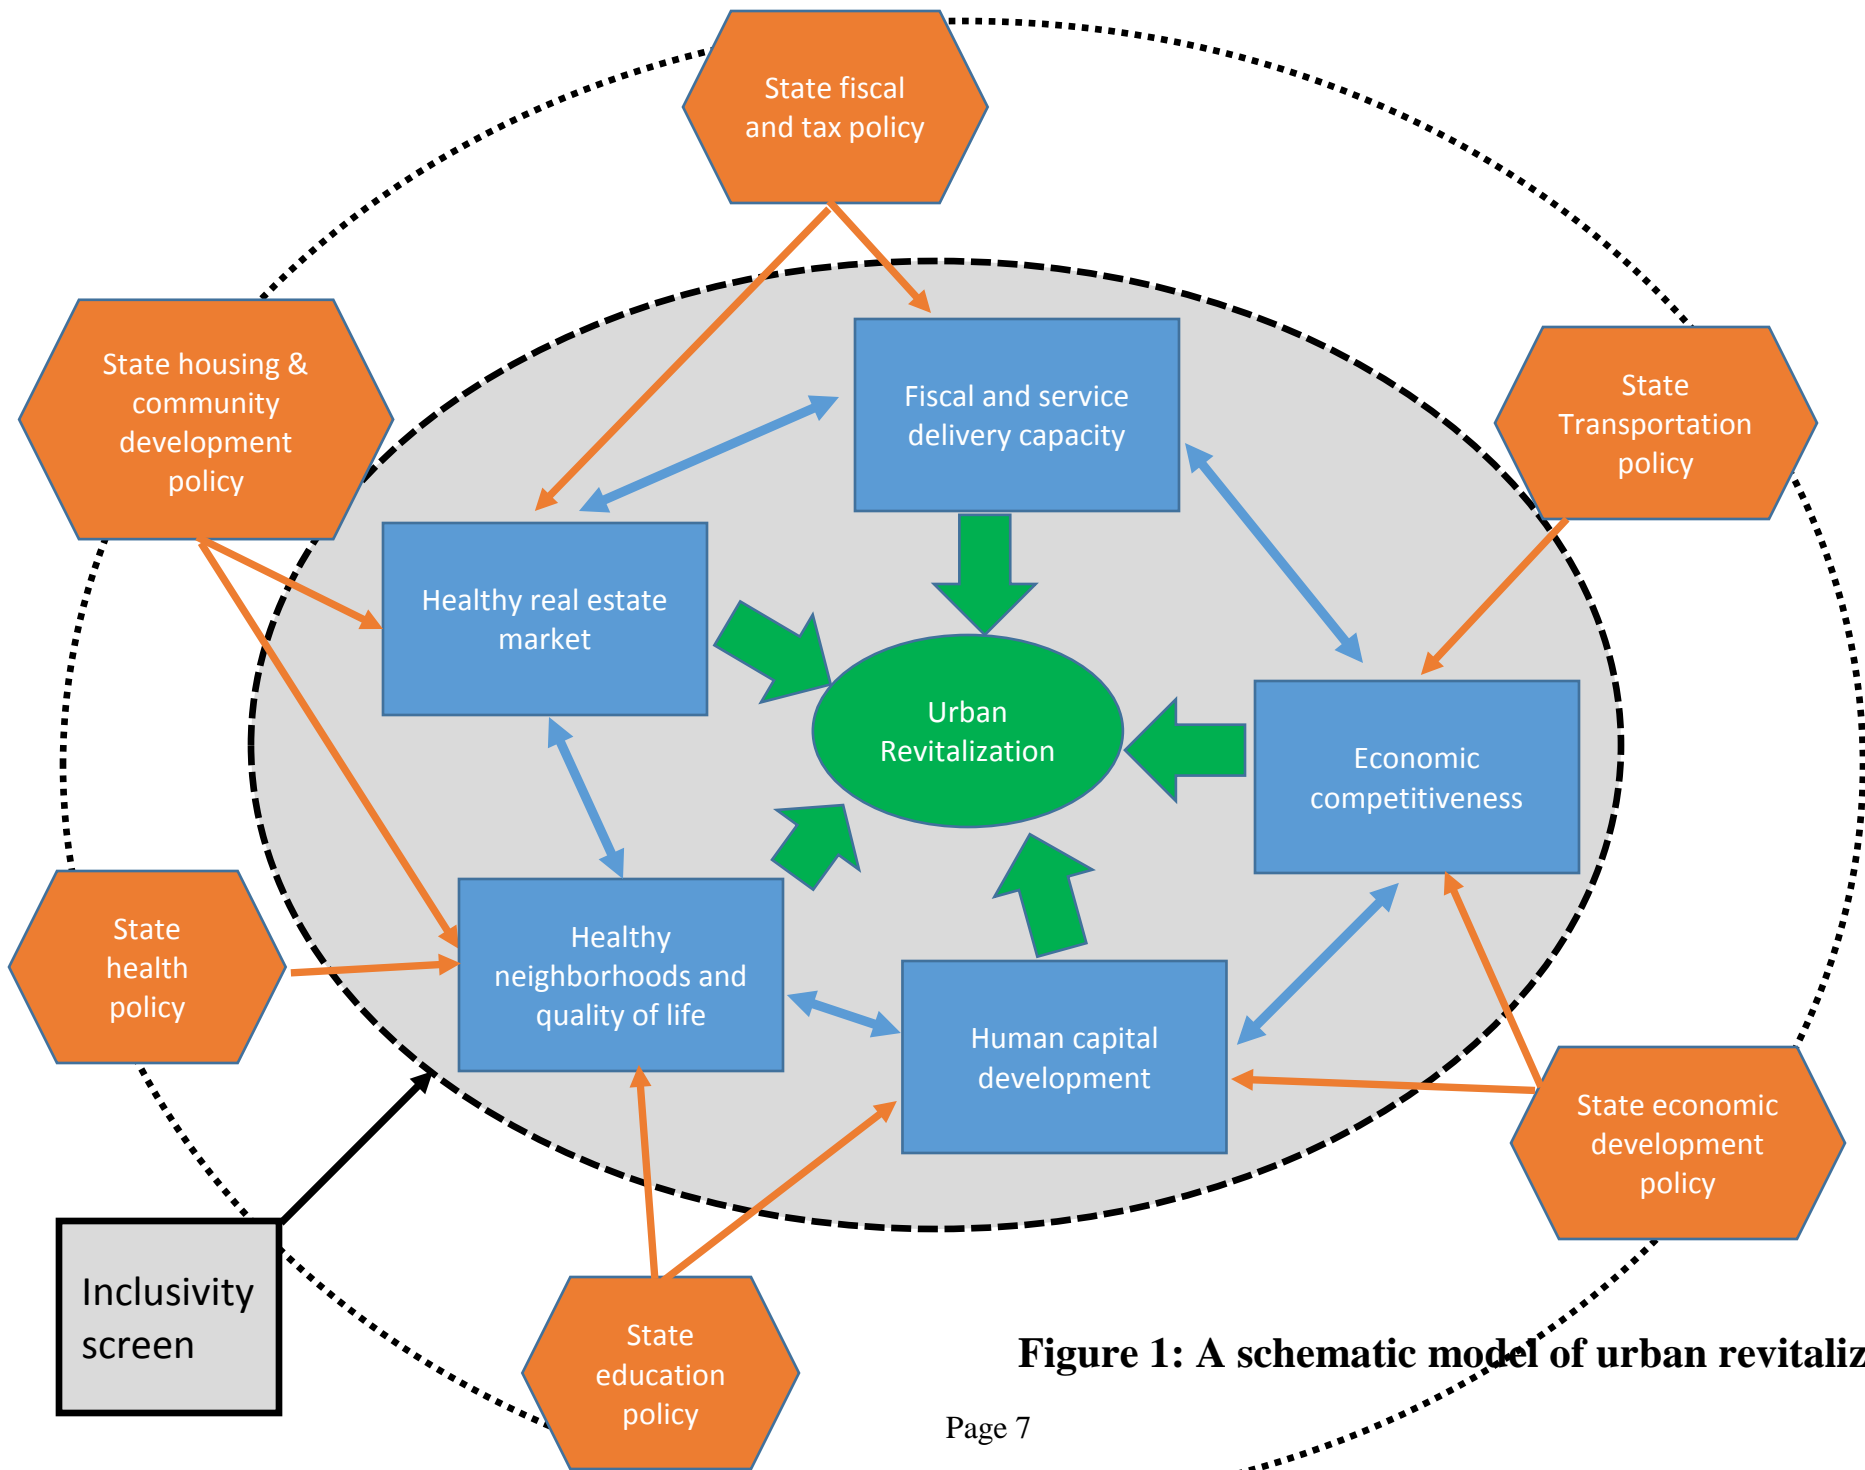 State fiscal
and tax policy
State housing &
community
development
policy
Fiscal and service
delivery capacity
State
Transportation
policy
Healthy real estate
market
Urban
Revitalization
Economic
competitiveness
State
health
policy
Healthy
neighborhoods and
quality of life
Human capital
development
State economic
development
policy
Inclusivity
screen
State
education
policy
Figure 1: A schematic model of urban revitaliz
Page 7